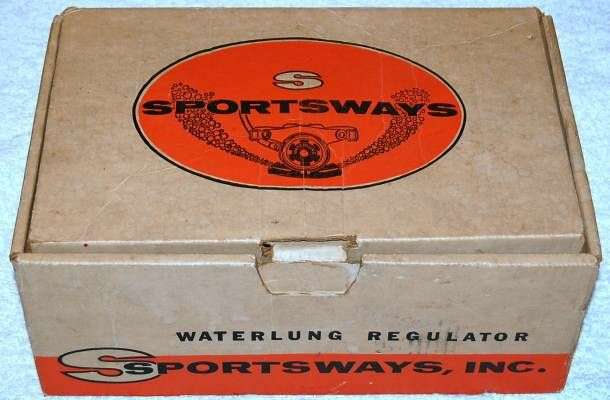 S
SPORTSWAYS
WATERLUNG REGULATOR
S SPORTSWAYS, INC.